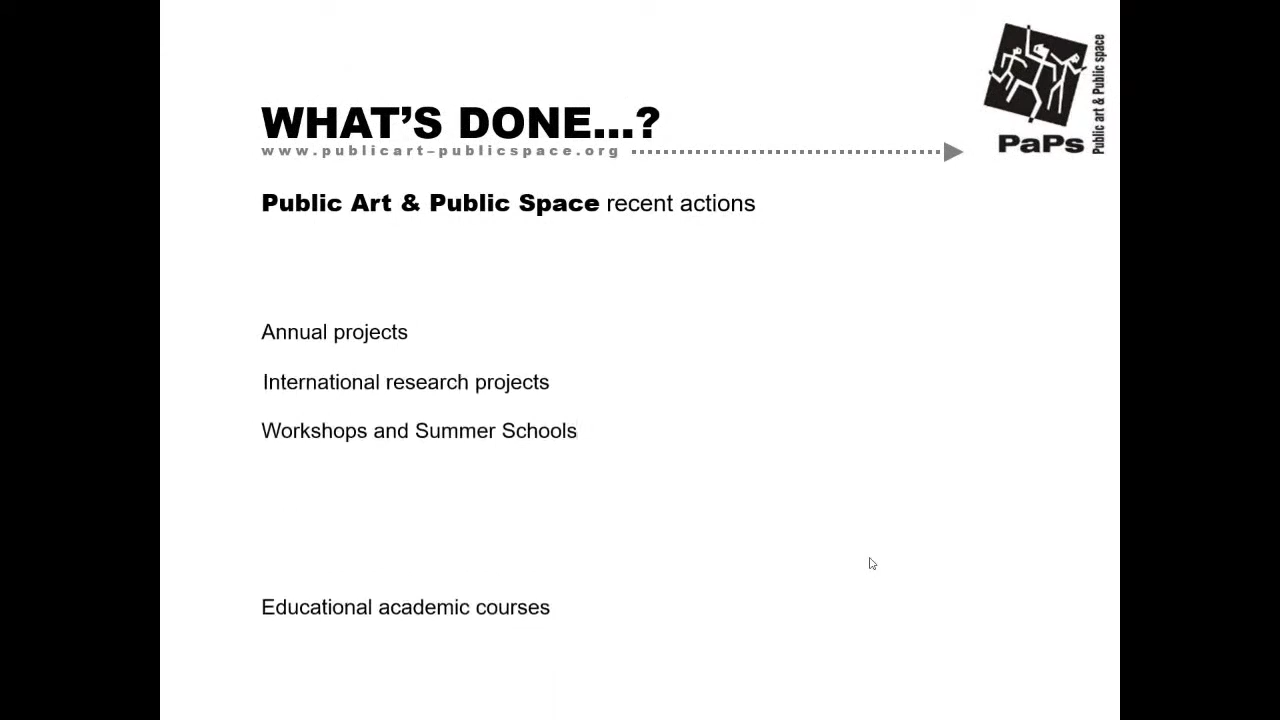 WHAT'S DONE...?
www.publicart–publicspace.org
Public Art & Public Space recent actions
Annual projects
International research projects
Workshops and Summer Schools
Educational academic courses
PaPs
Public art & Public space